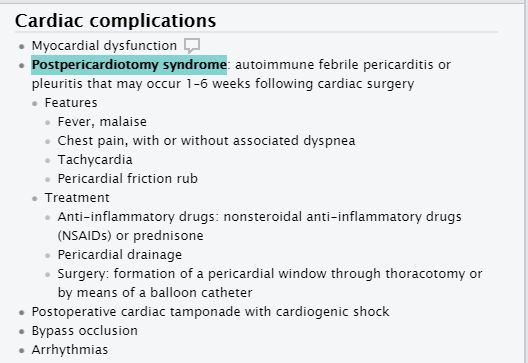 Cardiac complications
Myocardial dysfunction
Postpericardiotomy syndrome: autoimmune febrile pericarditis or
pleuritis that may occur 1–6 weeks following cardiac surgery
Features
Fever, malaise
Chest pain, with or without associated dyspnea
Tachycardia
Pericardial friction rub
Treatment
Anti-inflammatory drugs: nonsteroidal anti-inflammatory drugs
(NSAIDs) or prednisone
Pericardial drainage
Surgery: formation of a pericardial window through thoracotomy or
by means of a balloon catheter
Postoperative cardiac tamponade with cardiogenic shock
Bypass occlusion
Arrhythmias